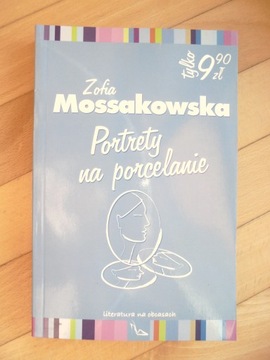 tylko 9,90 zł
Zofia
Mossakowska
Portrety
na porcelanie
Literatura na obcasach